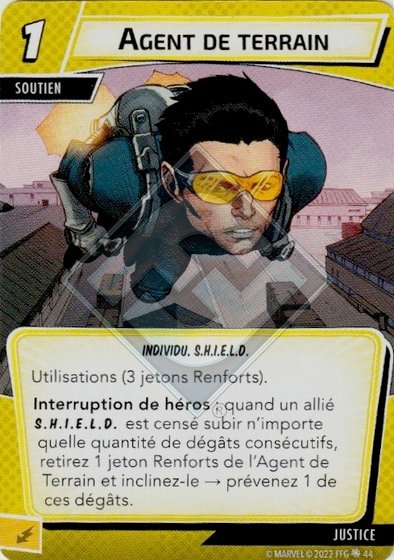 1
AGENT DE TERRAIN
SOUTIEN
INDIVIDU. S.H.I.E.L.D.
Utilisations (3 jetons Renforts).
Interruption de héros : quand un allié
S.H.I.E.L.D. est censé subir n'importe
quelle quantité de dégâts consécutifs,
retirez 1 jeton Renforts de l'Agent de
Terrain et inclinez-le → prévenez 1 de
ces dégâts.
JUSTICE
© MARVEL © 2022 FFG 44